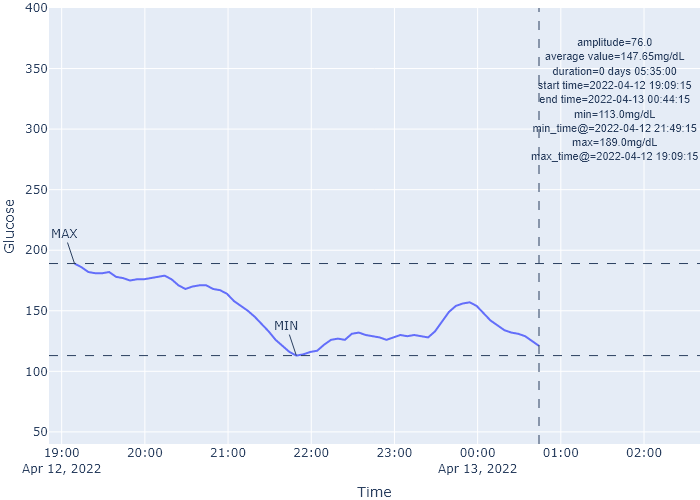 400
350
300
250
200
150
100
50
Glucose
amplitude=76.0
average value=147.65mg/dL
duration=0 days 05:35:00
start time=2022-04-12 19:09:15
end time=2022-04-13 00:44:15
min=113.0mg/dL
min_time@=2022-04-12 21:49:15
max=189.0mg/dL
max_time@=2022-04-12 19:09:15
MAX
MIN
19:00 20:00 21:00 22:00 23:00 00:00 01:00 02:00
Apr 12, 2022 Apr 13, 2022
Time